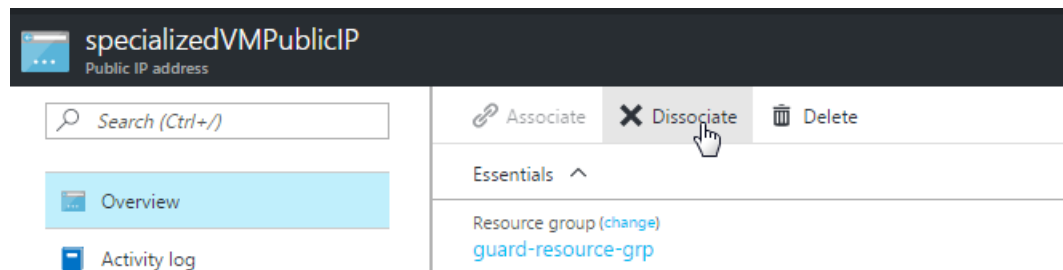 specializedVMPublicIP
Public IP address
Search (Ctrl+/)
Overview
Activity log
Associate Dissociate Delete
Essentials
Resource group (change)
guard-resource-grp